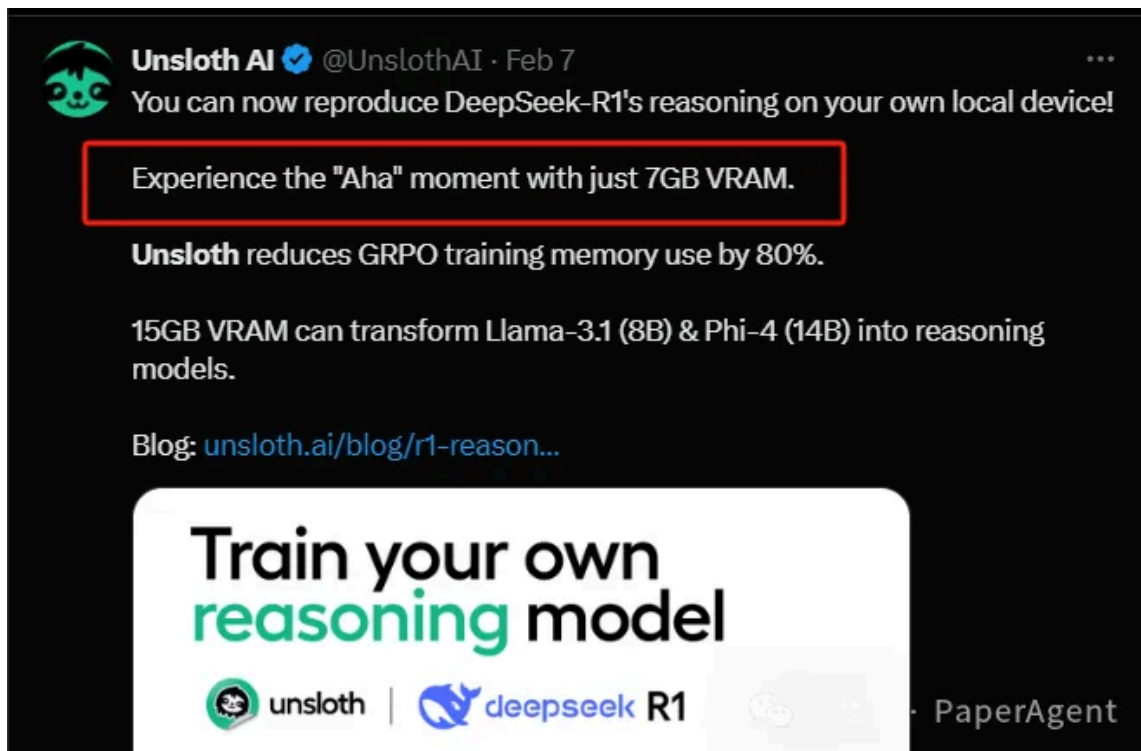 Unsloth AI @UnslothAI · Feb 7
You can now reproduce DeepSeek-R1's reasoning on your own local device!
Experience the "Aha" moment with just 7GB VRAM.
Unsloth reduces GRPO training memory use by 80%.
15GB VRAM can transform Llama-3.1 (8B) & Phi-4 (14B) into reasoning
models.
Blog: unsloth.ai/blog/r1-reason...
Train your own
reasoning model
unsloth | deepseek R1
· PaperAgent